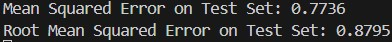 Mean Squared Error on Test Set: 0.7736
Root Mean Squared Error on Test Set: 0.8795